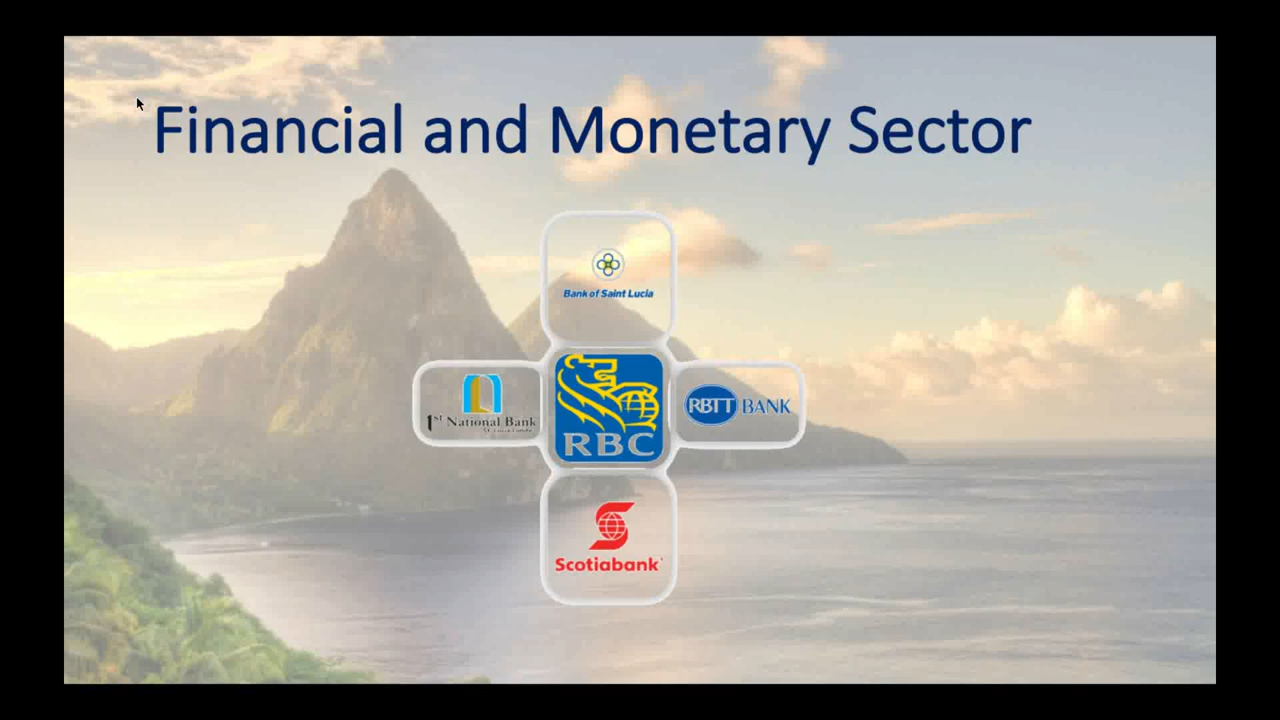 Financial and Monetary Sector
Bank of Saint Lucia
1st National Bank
RBC
RBTT BANK
Scotiabank